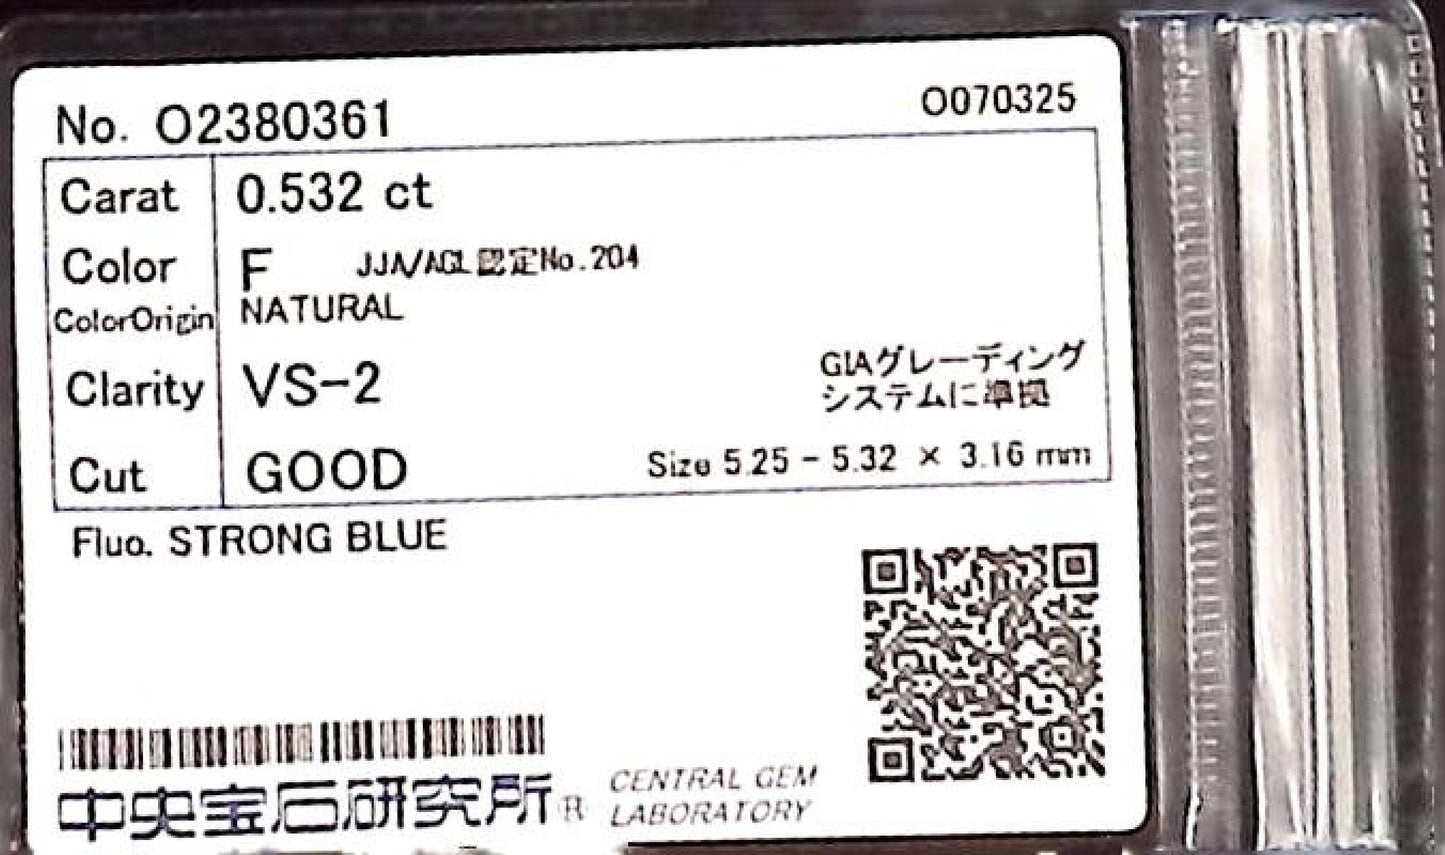 No. O2380361
O070325
Carat 0.532 ct
Color F JJA/AGL認定No.204
ColorOrigin NATURAL
Clarity VS-2
GIAグレーディング
システムに準拠
Cut GOOD Size 5.25 - 5.32 × 3.16 mm
Fluo. STRONG BLUE
中央宝石研究所® CENTRAL GEM
LABORATORY